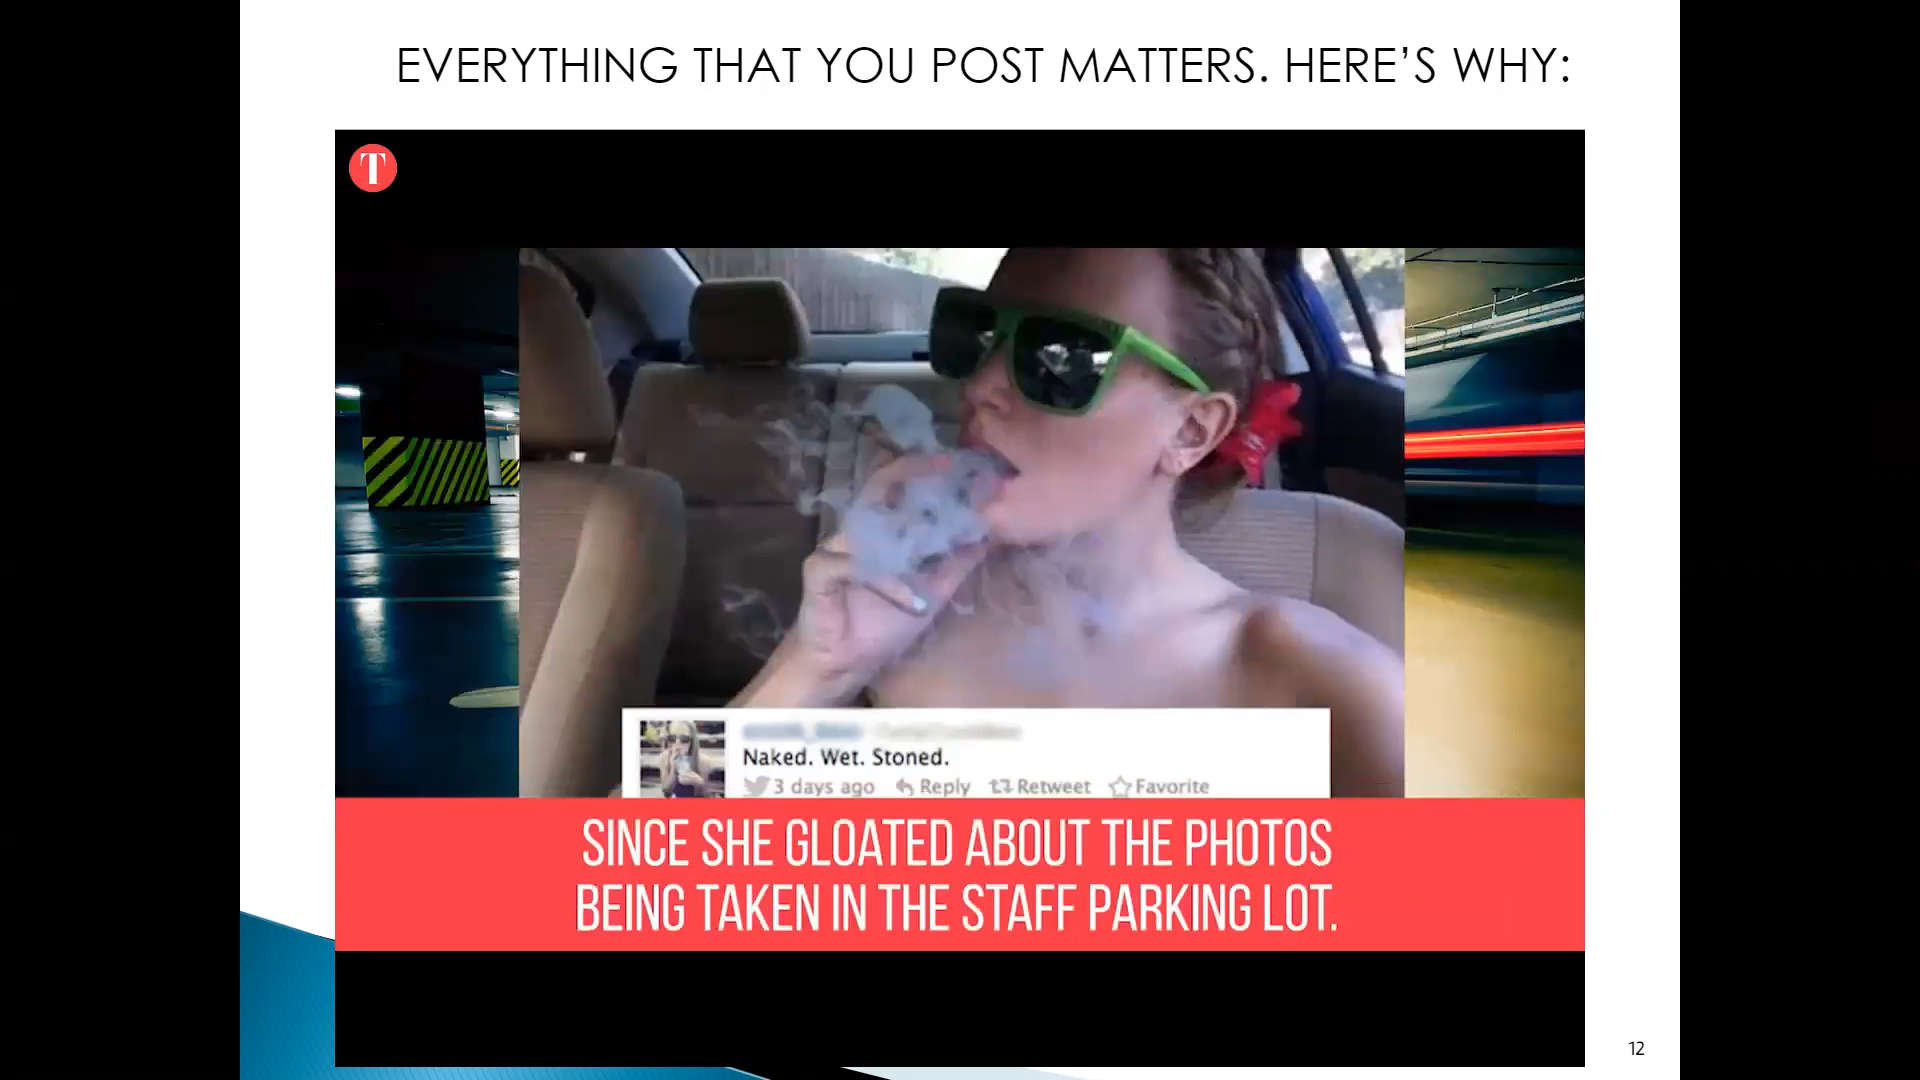 EVERYTHING THAT YOU POST MATTERS. HERE’S WHY:
T
Naked. Wet. Stoned.
3 days ago Reply Retweet Favorite
SINCE SHE GLOATED ABOUT THE PHOTOS
BEING TAKEN IN THE STAFF PARKING LOT.
12